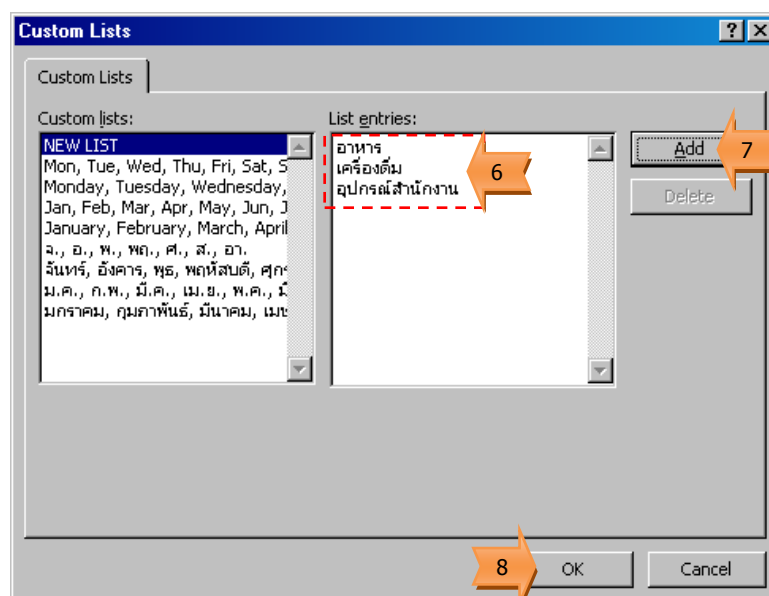 Custom Lists
Custom Lists
Custom lists:
NEW LIST
Mon, Tue, Wed, Thu, Fri, Sat, S
Monday, Tuesday, Wednesday,
Jan, Feb, Mar, Apr, May, Jun, J
January, February, March, April
จ., อ., พ., พฤ., ศ., ส., อา.
จันทร์, อังคาร, พุธ, พฤหัสบดี, ศุกร
ม.ค., ก.พ., มี.ค., เม.ย., พ.ค., มิ
มกราคม, กุมภาพันธ์, มีนาคม, เมษ
List entries:
อาหาร
เครื่องดื่ม
อุปกรณ์สำนักงาน
6
Add
7
Delete
8
OK
Cancel